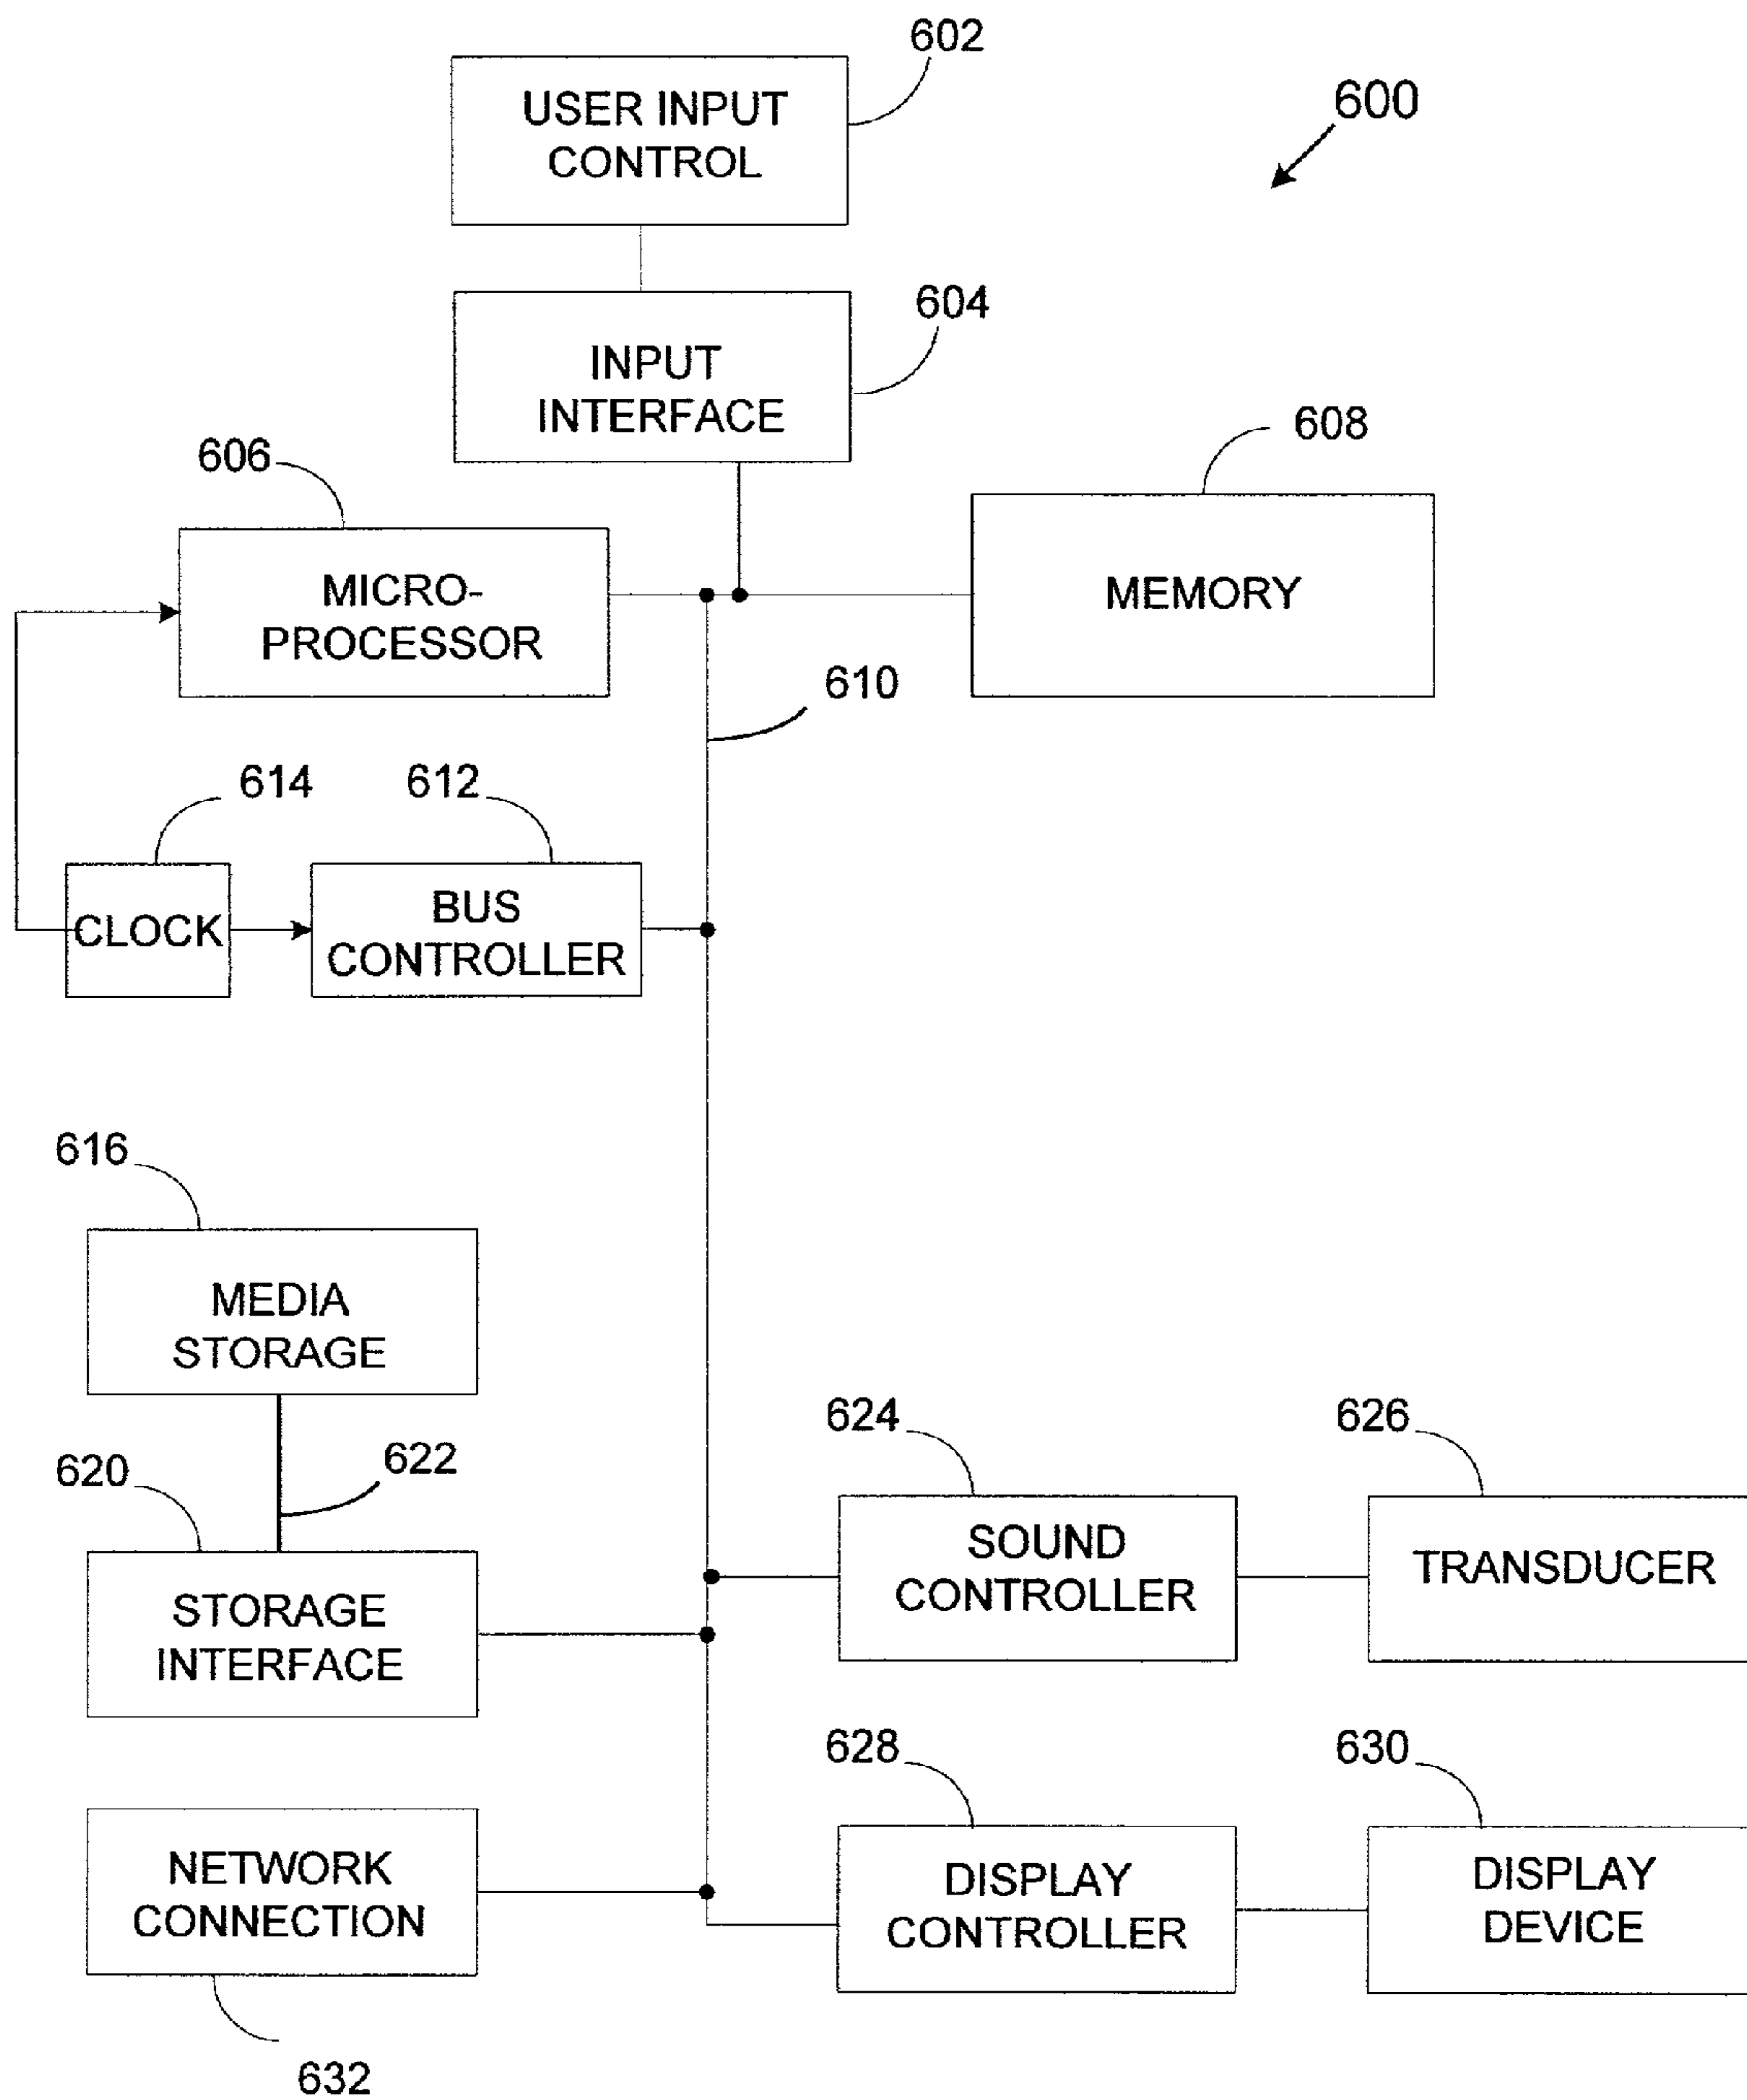 602
USER INPUT
CONTROL
600
604
INPUT
INTERFACE
606
608
MICRO-
PROCESSOR
MEMORY
610
614
612
CLOCK
BUS
CONTROLLER
616
MEDIA
STORAGE
622
620
STORAGE
INTERFACE
624
626
SOUND
CONTROLLER
TRANSDUCER
628
630
NETWORK
CONNECTION
DISPLAY
CONTROLLER
DISPLAY
DEVICE
632